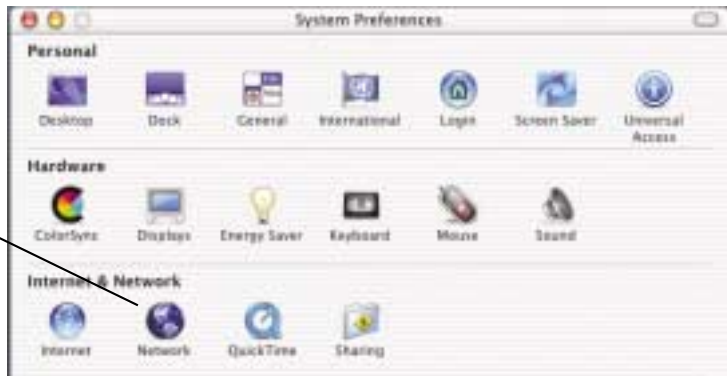 System Preferences
Personal
Desktop Dock General International Login Screen Saver Universal Access
Hardware
ColorSync Displays Energy Saver Keyboard Mouse Sound
Internet & Network
Internet Network QuickTime Sharing